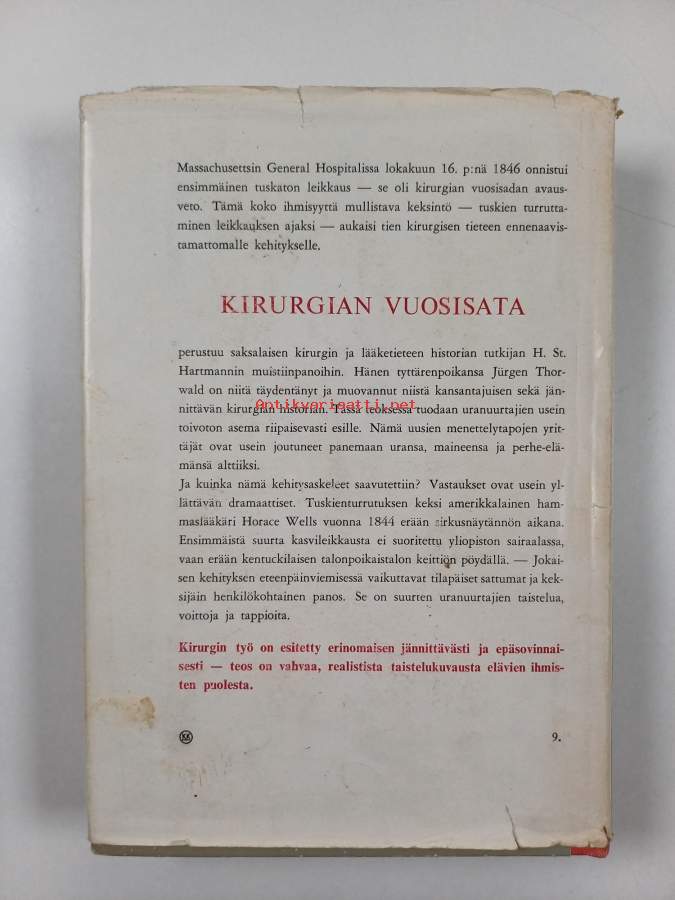 Massachusettsin General Hospitalissa lokakuun 16. p:nä 1846 onnistui
ensimmäinen tuskaton leikkaus — se oli kirurgian vuosisadan avaus-
veto. Tämä koko ihmisyyttä mullistava keksintö — tuskien turrutta-
minen leikkauksen ajaksi — aukaisi tien kirurgisen tieteen ennenaavis-
tamattomalle kehitykselle.
KIRURGIAN VUOSISATA
perustuu saksalaisen kirurgin ja lääketieteen historian tutkijan H. St.
Hartmannin muistiinpanoihin. Hänen tyttärenpoikansa Jürgen Thor-
wald on niitä täydentänyt ja muovannut niistä kansantajuisen sekä jän-
nittävän kirurgian historian. Tässä teoksessa tuodaan uranuurtajien usein
Antikvariaatti.net
toivoton asema riipaisevasti esille. Nämä uusien menettelytapojen yrit-
täjät ovat usein joutuneet panemaan uransa, maineensa ja perhe-elä-
mänsä alttiiksi.
Ja kuinka nämä kehitysaskeleet saavutettiin? Vastaukset ovat usein yl-
lättävän dramaattiset. Tuskienturrutuksen keksi amerikkalainen ham-
maslääkäri Horace Wells vuonna 1844 erään sirkusnäytännön aikana.
Ensimmäistä suurta kasvileikkausta ei suoritettu yliopiston sairaalassa,
vaan erään kentuckilaisen talonpoikaistalon keittiön pöydällä. — Jokai-
sen kehityksen eteenpäinviemisessä vaikuttavat tilapäiset sattumat ja kek-
sijäin henkilökohtainen panos. Se on suurten uranuurtajien taistelua,
voittoja ja tappioita.
Kirurgin työ on esitetty erinomaisen jännittävästi ja epäsovinnai-
sesti — teos on vahvaa, realistista taistelukuvausta elävien ihmis-
ten puolesta.
KK
9.